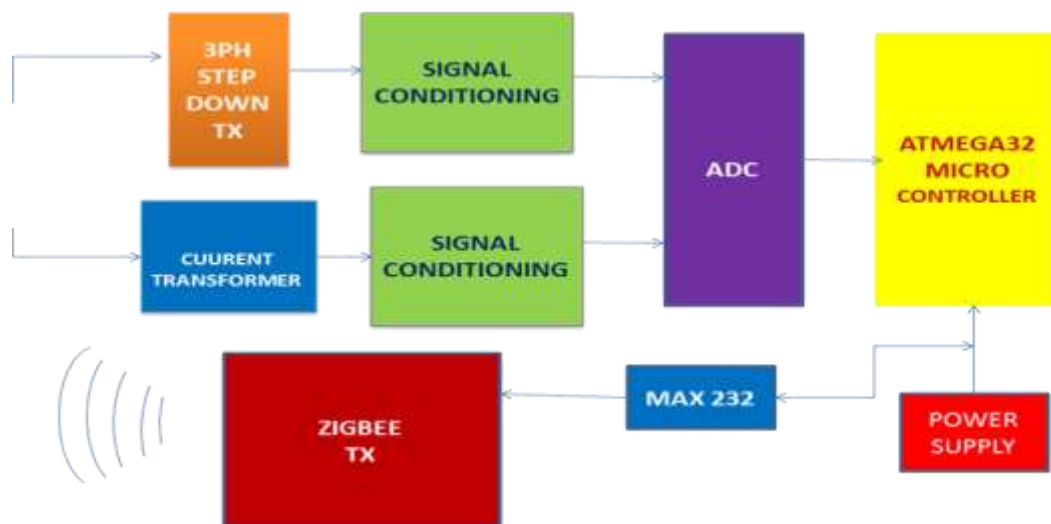 3PH
STEP
DOWN
TX
SIGNAL
CONDITIONING
ADC
ATMEGA32
MICRO
CONTROLLER
CUURENT
TRANSFORMER
SIGNAL
CONDITIONING
ZIGBEE
TX
MAX 232
POWER
SUPPLY